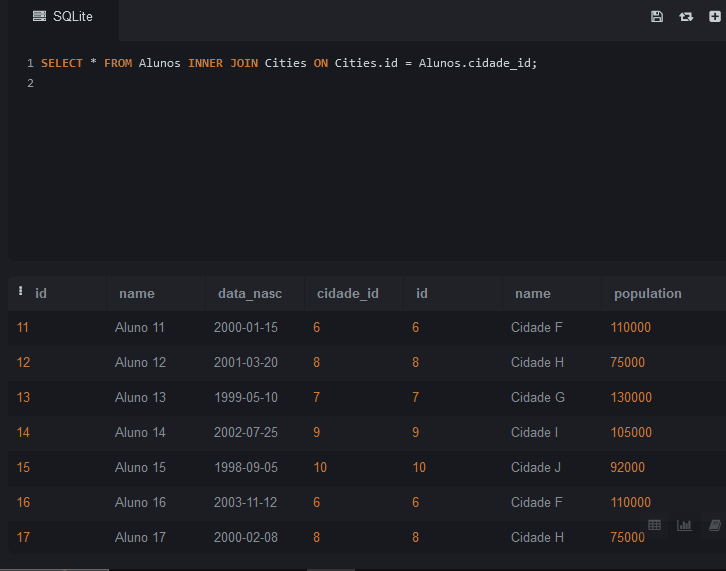 SQLite
1 SELECT * FROM Alunos INNER JOIN Cities ON Cities.id = Alunos.cidade_id;
2
id name data_nasc cidade_id id name population
11 Aluno 11 2000-01-15 6 6 Cidade F 110000
12 Aluno 12 2001-03-20 8 8 Cidade H 75000
13 Aluno 13 1999-05-10 7 7 Cidade G 130000
14 Aluno 14 2002-07-25 9 9 Cidade I 105000
15 Aluno 15 1998-09-05 10 10 Cidade J 92000
16 Aluno 16 2003-11-12 6 6 Cidade F 110000
17 Aluno 17 2000-02-08 8 8 Cidade H 75000